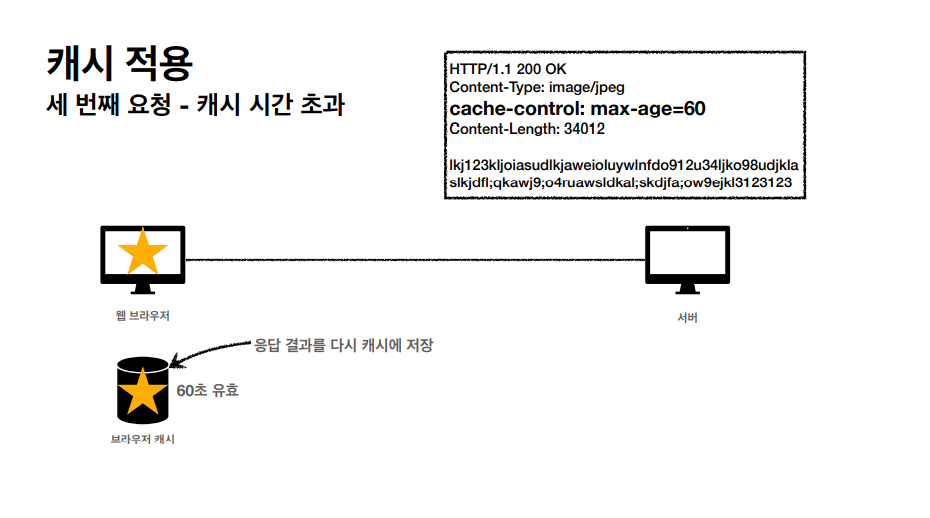 캐시 적용
세 번째 요청 - 캐시 시간 초과
HTTP/1.1 200 OK
Content-Type: image/jpeg
cache-control: max-age=60
Content-Length: 34012
lkj123kljoiasudlkjaweioluywlnfdo912u34ljko98udjkla
slkjdfl;qkawj9;o4ruawsldkal;skdjfa;ow9ejkl3123123
웹 브라우저
서버
응답 결과를 다시 캐시에 저장
60초 유효
브라우저 캐시